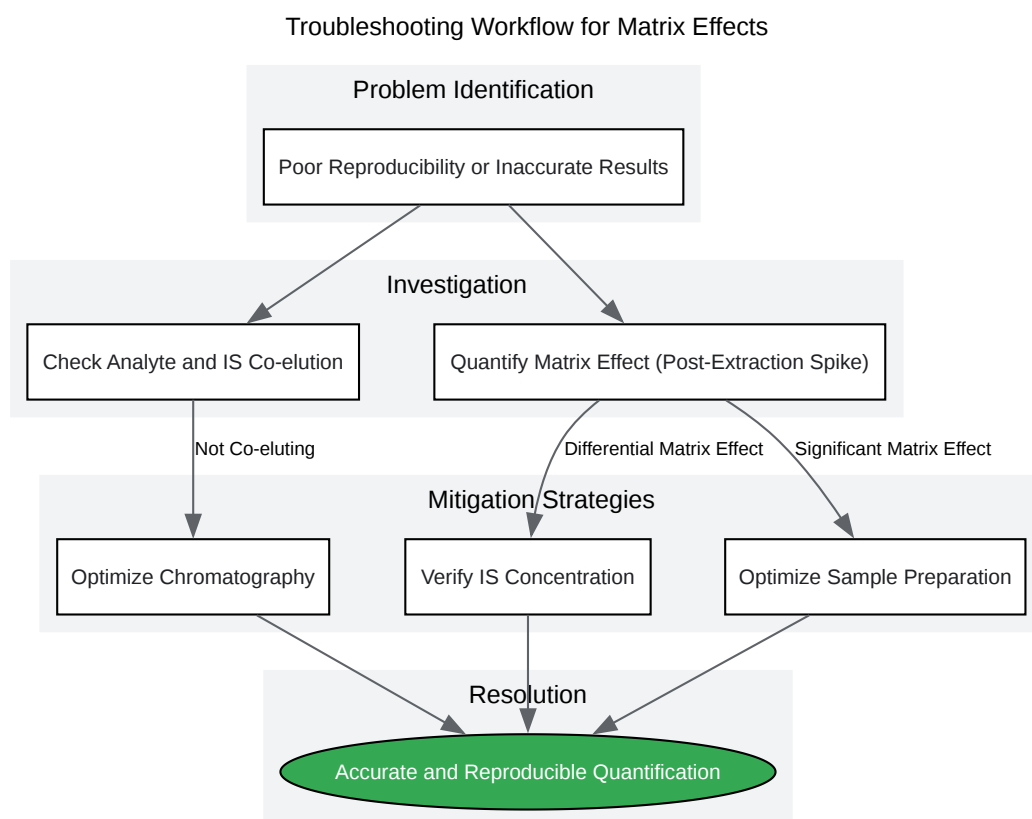 Troubleshooting Workflow for Matrix Effects
Problem Identification
Poor Reproducibility or Inaccurate Results
Investigation
Check Analyte and IS Co-elution
Quantify Matrix Effect (Post-Extraction Spike)
Not Co-eluting
Differential Matrix Effect
Significant Matrix Effect
Mitigation Strategies
Optimize Chromatography
Verify IS Concentration
Optimize Sample Preparation
Resolution
Accurate and Reproducible Quantification